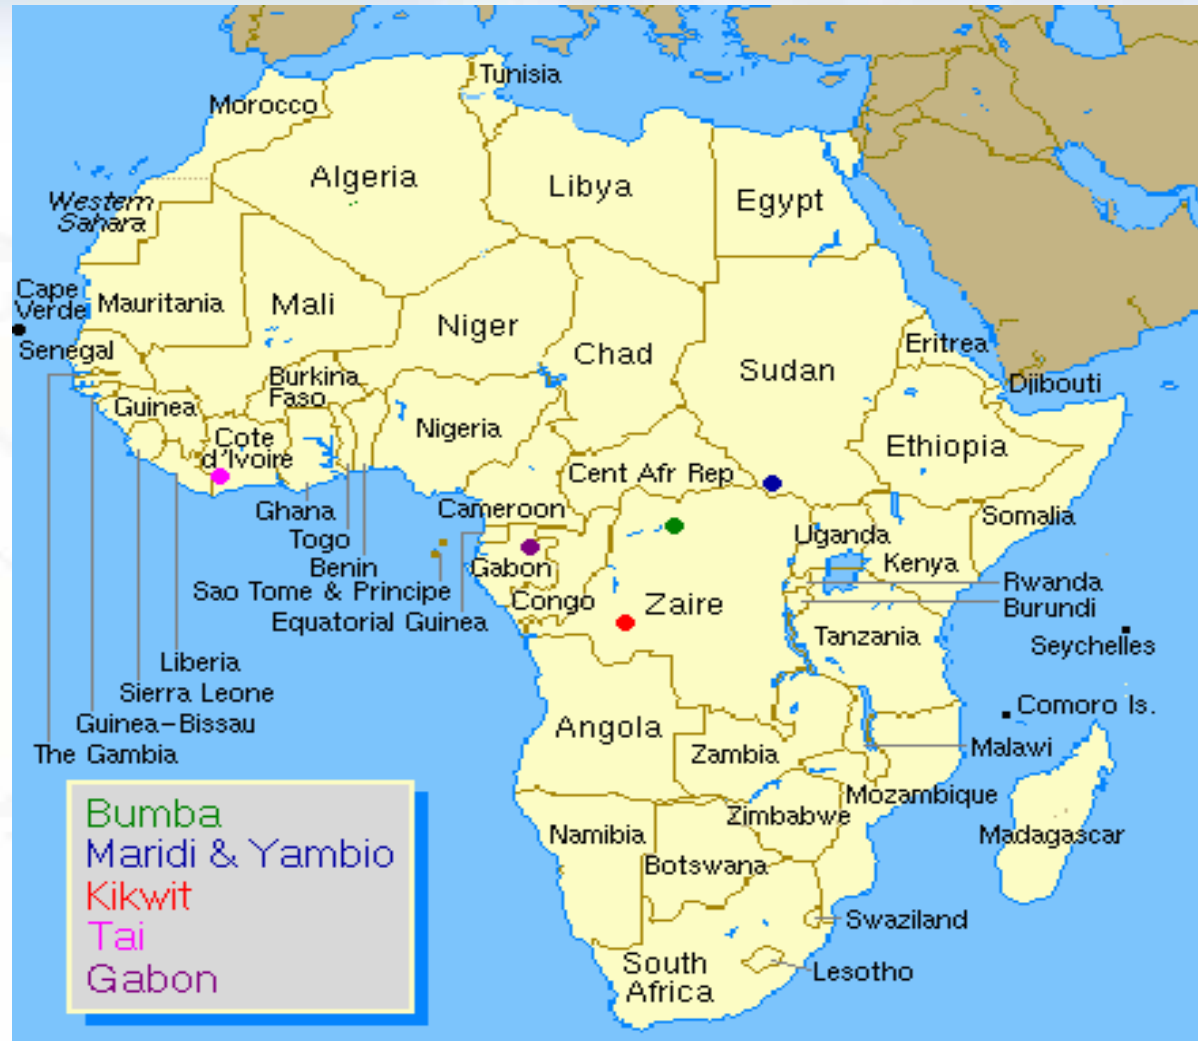 Tunisia
Morocco
Algeria
Libya
Egypt
Western
Sahara
Cape
Verde
Mauritania
Mali
Niger
Chad
Sudan
Eritrea
Senegal
Burkina
Faso
Djibouti
Guinea
Nigeria
Cote
d'Ivoire
Ethiopia
Cent Afr Rep
Ghana
Cameroon
Somalia
Togo
Uganda
Benin
Gabon
Kenya
Sao Tome & Principe
Rwanda
Congo
Zaire
Burundi
Equatorial Guinea
Tanzania
Seychelles
Liberia
Sierra Leone
Comoro Is.
Guinea-Bissau
Angola
The Gambia
Zambia
Malawi
Mozambique
Zimbabwe
Namibia
Madagascar
Botswana
Swaziland
South
Africa
Lesotho
Bumba
Maridi & Yambio
Kikwit
Tai
Gabon